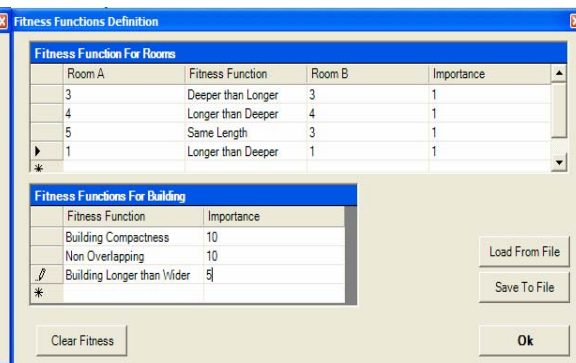 Fitness Functions Definition
Fitness Function For Rooms
Room A Fitness Function Room B Importance
3 Deeper than Longer 3 1
4 Longer than Deeper 4 1
5 Same Length 3 1
1 Longer than Deeper 1 1
Fitness Functions For Building
Fitness Function Importance
Building Compactness 10
Non Overlapping 10
Building Longer than Wider 5
Load From File
Save To File
Clear Fitness
Ok